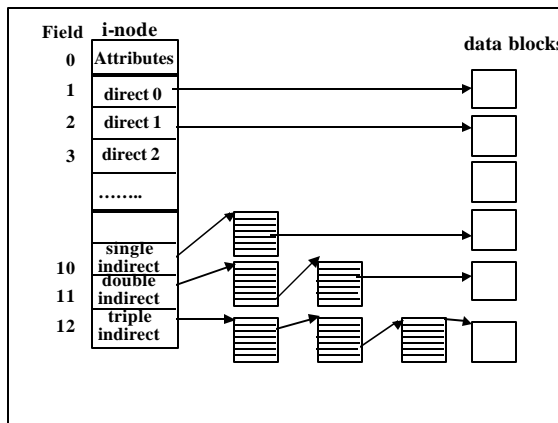 Field i-node
data blocks
0 Attributes
1 direct 0
2 direct 1
3 direct 2
……..
single
10 indirect
double
11 indirect
triple
12 indirect